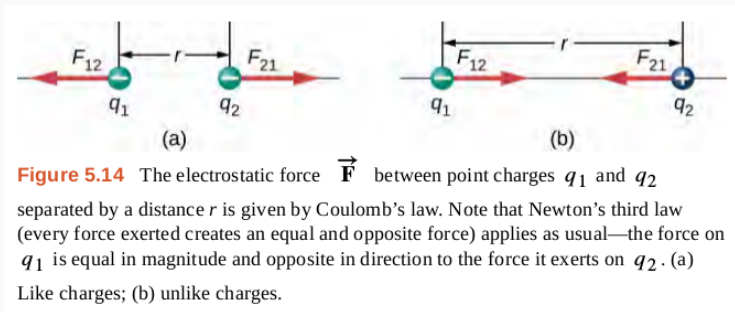 F12 r F21 F12 r F21
q1 q2 q1 q2
(a) (b)
Figure 5.14 The electrostatic force F⃗ between point charges q1 and q2
separated by a distance r is given by Coulomb’s law. Note that Newton’s third law
(every force exerted creates an equal and opposite force) applies as usual—the force on
q1 is equal in magnitude and opposite in direction to the force it exerts on q2. (a)
Like charges; (b) unlike charges.